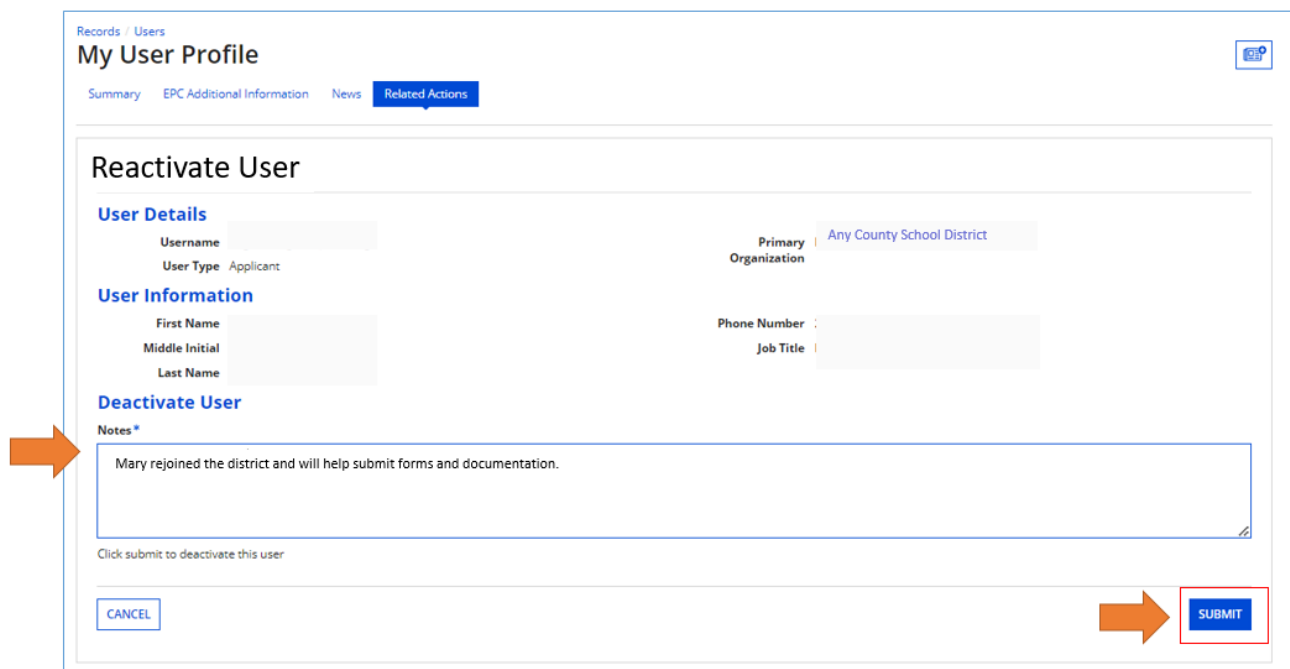 Records / Users
My User Profile
Summary EPC Additional Information News Related Actions
Reactivate User
User Details
Username
User Type Applicant
Primary Organization Any County School District
User Information
First Name
Middle Initial
Last Name
Phone Number
Job Title
Deactivate User
Notes*
Mary rejoined the district and will help submit forms and documentation.
Click submit to deactivate this user
CANCEL
SUBMIT